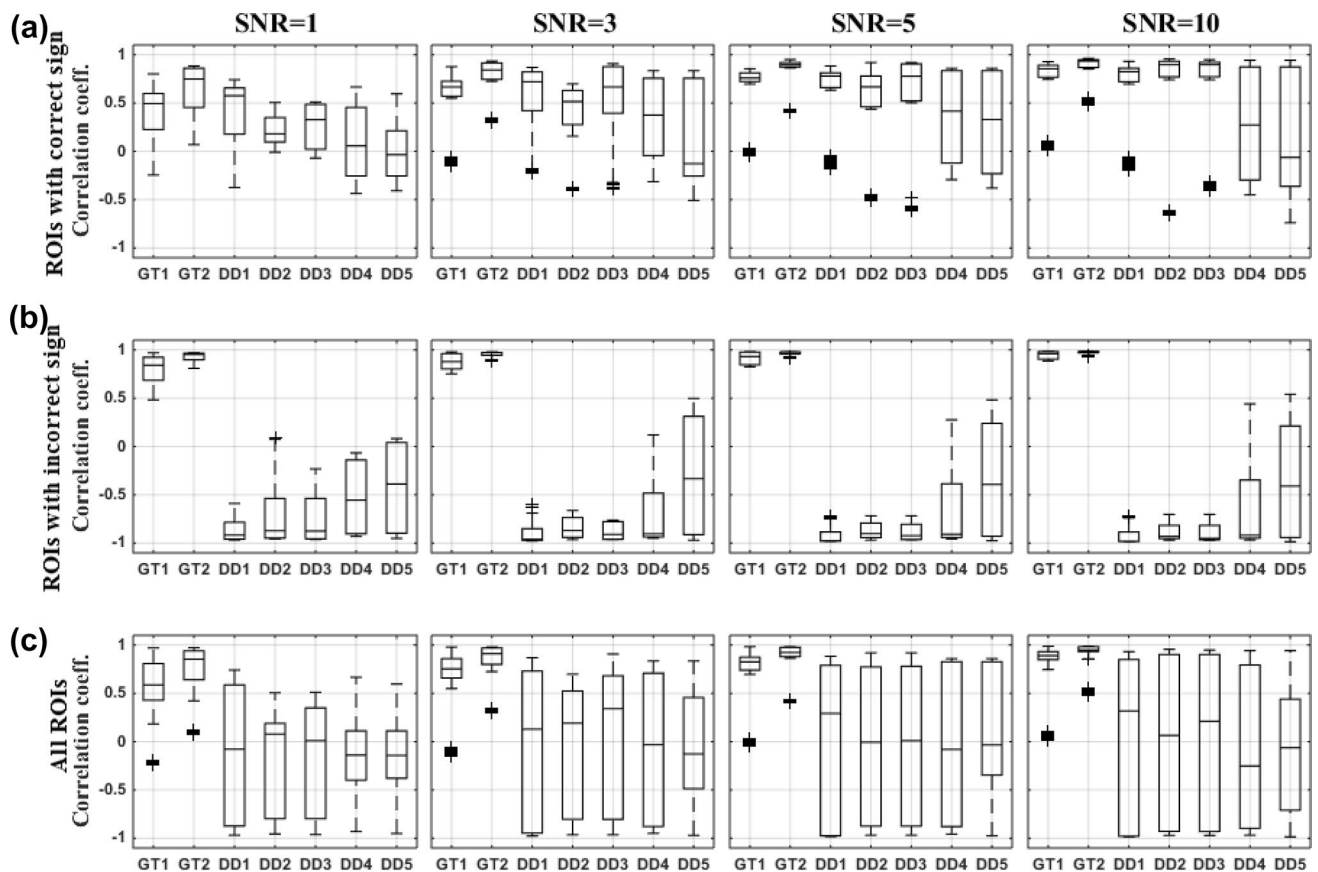 (a) SNR=1 SNR=3 SNR=5 SNR=10
ROIs with correct sign
Correlation coeff.
1
0.5
0
-0.5
-1
GT1 GT2 DD1 DD2 DD3 DD4 DD5 GT1 GT2 DD1 DD2 DD3 DD4 DD5 GT1 GT2 DD1 DD2 DD3 DD4 DD5 GT1 GT2 DD1 DD2 DD3 DD4 DD5
(b)
ROIs with incorrect sign
Correlation coeff.
1
0.5
0
-0.5
-1
GT1 GT2 DD1 DD2 DD3 DD4 DD5 GT1 GT2 DD1 DD2 DD3 DD4 DD5 GT1 GT2 DD1 DD2 DD3 DD4 DD5 GT1 GT2 DD1 DD2 DD3 DD4 DD5
(c)
All ROIs
Correlation coeff.
1
0.5
0
-0.5
-1
GT1 GT2 DD1 DD2 DD3 DD4 DD5 GT1 GT2 DD1 DD2 DD3 DD4 DD5 GT1 GT2 DD1 DD2 DD3 DD4 DD5 GT1 GT2 DD1 DD2 DD3 DD4 DD5